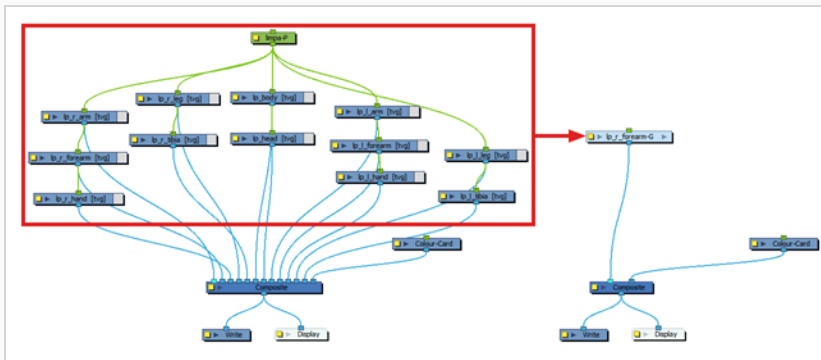 limpa-P
lp_r_leg [tvg]
lp_body [tvg]
lp_r_arm [tvg]
lp_l_arm [tvg]
lp_r_tibia [tvg]
lp_head [tvg]
lp_r_forearm-G
lp_l_forearm [tvg]
lp_r_forearm [tvg]
lp_l_leg [tvg]
lp_l_hand [tvg]
lp_r_hand [tvg]
lp_l_tibia [tvg]
Colour-Card
Colour-Card
Composite
Composite
Write
Display
Write
Display